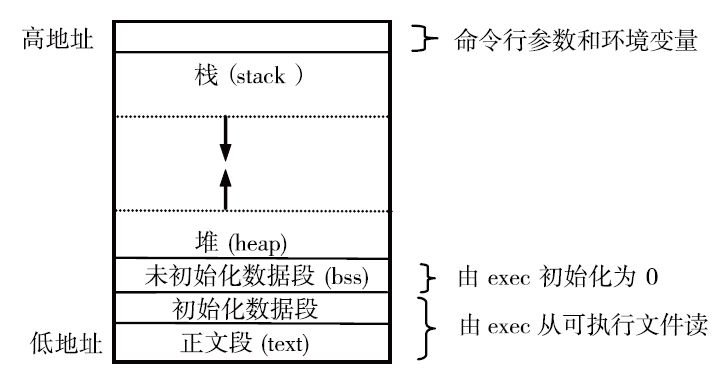 高地址
命令行参数和环境变量
栈 (stack )
堆 (heap)
未初始化数据段 (bss)
由 exec 初始化为 0
初始化数据段
由 exec 从可执行文件读
低地址
正文段 (text)